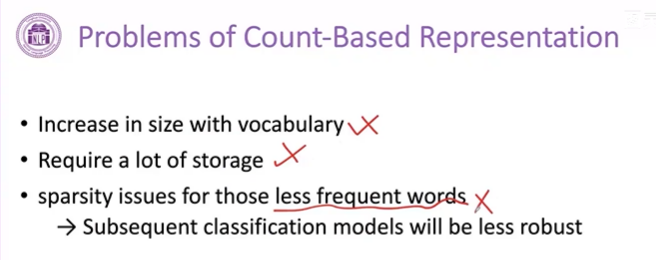 NLP
Problems of Count-Based Representation
• Increase in size with vocabulary
• Require a lot of storage
• sparsity issues for those less frequent words
→ Subsequent classification models will be less robust